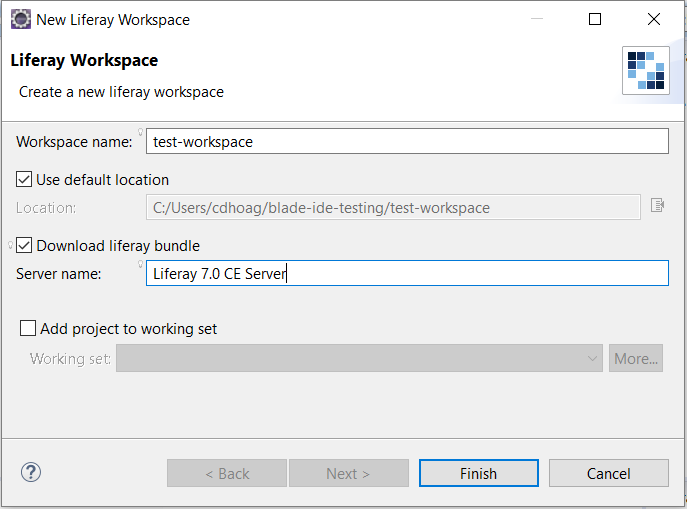 New Liferay Workspace
Liferay Workspace
Create a new liferay workspace
Workspace name: test-workspace
Use default location
Location: C:/Users/cdhoag/blade-ide-testing/test-workspace
Download liferay bundle
Server name: Liferay 7.0 CE Server
Add project to working set
Working set: More...
? < Back Next > Finish Cancel